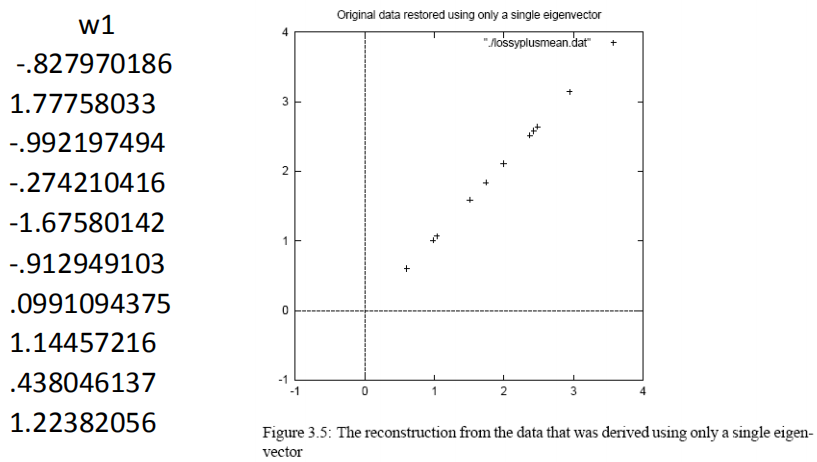 w1
-.827970186
1.77758033
-.992197494
-.274210416
-1.67580142
-.912949103
.0991094375
1.14457216
.438046137
1.22382056
Original data restored using only a single eigenvector
"./lossyplusmean.dat"
4
3
2
1
0
-1
-1 0 1 2 3 4
Figure 3.5: The reconstruction from the data that was derived using only a single eigen-
vector